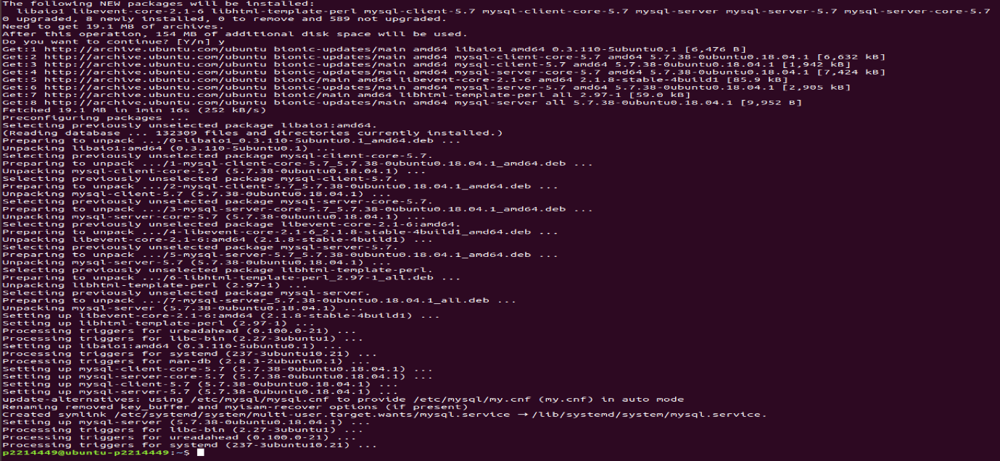 The following NEW packages will be installed:
  libaio1 libevent-core-2.1-6 libhtml-template-perl mysql-client-5.7 mysql-client-core-5.7 mysql-server mysql-server-5.7 mysql-server-core-5.7
0 upgraded, 8 newly installed, 0 to remove and 589 not upgraded.
Need to get 19.1 MB of archives.
After this operation, 154 MB of additional disk space will be used.
Do you want to continue? [Y/n] y
Get:1 http://archive.ubuntu.com/ubuntu bionic-updates/main amd64 libaio1 amd64 0.3.110-5ubuntu0.1 [6,476 B]
Get:2 http://archive.ubuntu.com/ubuntu bionic-updates/main amd64 mysql-client-core-5.7 amd64 5.7.38-0ubuntu0.18.04.1 [6,632 kB]
Get:3 http://archive.ubuntu.com/ubuntu bionic-updates/main amd64 mysql-client-5.7 amd64 5.7.38-0ubuntu0.18.04.1 [1,942 kB]
Get:4 http://archive.ubuntu.com/ubuntu bionic-updates/main amd64 mysql-server-core-5.7 amd64 5.7.38-0ubuntu0.18.04.1 [7,424 kB]
Get:5 http://archive.ubuntu.com/ubuntu bionic/main amd64 libevent-core-2.1-6 amd64 2.1.8-stable-4build1 [85.9 kB]
Get:6 http://archive.ubuntu.com/ubuntu bionic-updates/main amd64 mysql-server-5.7 amd64 5.7.38-0ubuntu0.18.04.1 [2,905 kB]
Get:7 http://archive.ubuntu.com/ubuntu bionic/main amd64 libhtml-template-perl all 2.97-1 [59.0 kB]
Get:8 http://archive.ubuntu.com/ubuntu bionic-updates/main amd64 mysql-server all 5.7.38-0ubuntu0.18.04.1 [9,952 B]
Fetched 19.1 MB in 1min 16s (252 kB/s)
Preconfiguring packages ...
Selecting previously unselected package libaio1:amd64.
(Reading database ... 132309 files and directories currently installed.)
Preparing to unpack .../0-libaio1_0.3.110-5ubuntu0.1_amd64.deb ...
Unpacking libaio1:amd64 (0.3.110-5ubuntu0.1) ...
Selecting previously unselected package mysql-client-core-5.7.
Preparing to unpack .../1-mysql-client-core-5.7_5.7.38-0ubuntu0.18.04.1_amd64.deb ...
Unpacking mysql-client-core-5.7 (5.7.38-0ubuntu0.18.04.1) ...
Selecting previously unselected package mysql-client-5.7.
Preparing to unpack .../2-mysql-client-5.7_5.7.38-0ubuntu0.18.04.1_amd64.deb ...
Unpacking mysql-client-5.7 (5.7.38-0ubuntu0.18.04.1) ...
Selecting previously unselected package mysql-server-core-5.7.
Preparing to unpack .../3-mysql-server-core-5.7_5.7.38-0ubuntu0.18.04.1_amd64.deb ...
Unpacking mysql-server-core-5.7 (5.7.38-0ubuntu0.18.04.1) ...
Selecting previously unselected package libevent-core-2.1-6:amd64.
Preparing to unpack .../4-libevent-core-2.1-6_2.1.8-stable-4build1_amd64.deb ...
Unpacking libevent-core-2.1-6:amd64 (2.1.8-stable-4build1) ...
Selecting previously unselected package mysql-server-5.7.
Preparing to unpack .../5-mysql-server-5.7_5.7.38-0ubuntu0.18.04.1_amd64.deb ...
Unpacking mysql-server-5.7 (5.7.38-0ubuntu0.18.04.1) ...
Selecting previously unselected package libhtml-template-perl.
Preparing to unpack .../6-libhtml-template-perl_2.97-1_all.deb ...
Unpacking libhtml-template-perl (2.97-1) ...
Selecting previously unselected package mysql-server.
Preparing to unpack .../7-mysql-server_5.7.38-0ubuntu0.18.04.1_all.deb ...
Unpacking mysql-server (5.7.38-0ubuntu0.18.04.1) ...
Setting up libevent-core-2.1-6:amd64 (2.1.8-stable-4build1) ...
Setting up libhtml-template-perl (2.97-1) ...
Processing triggers for ureadahead (0.100.0-21) ...
Processing triggers for libc-bin (2.27-3ubuntu1) ...
Setting up libaio1:amd64 (0.3.110-5ubuntu0.1) ...
Processing triggers for systemd (237-3ubuntu10.21) ...
Processing triggers for man-db (2.8.3-2ubuntu0.1) ...
Setting up mysql-client-core-5.7 (5.7.38-0ubuntu0.18.04.1) ...
Setting up mysql-server-core-5.7 (5.7.38-0ubuntu0.18.04.1) ...
Setting up mysql-client-5.7 (5.7.38-0ubuntu0.18.04.1) ...
Setting up mysql-server-5.7 (5.7.38-0ubuntu0.18.04.1) ...
update-alternatives: using /etc/mysql/mysql.cnf to provide /etc/mysql/my.cnf (my.cnf) in auto mode
Renaming removed key_buffer and myisam-recover options (if present)
Created symlink /etc/systemd/system/multi-user.target.wants/mysql.service → /lib/systemd/system/mysql.service.
Setting up mysql-server (5.7.38-0ubuntu0.18.04.1) ...
Processing triggers for libc-bin (2.27-3ubuntu1) ...
Processing triggers for ureadahead (0.100.0-21) ...
Processing triggers for systemd (237-3ubuntu10.21) ...
p2214449@ubuntu-p2214449:~$